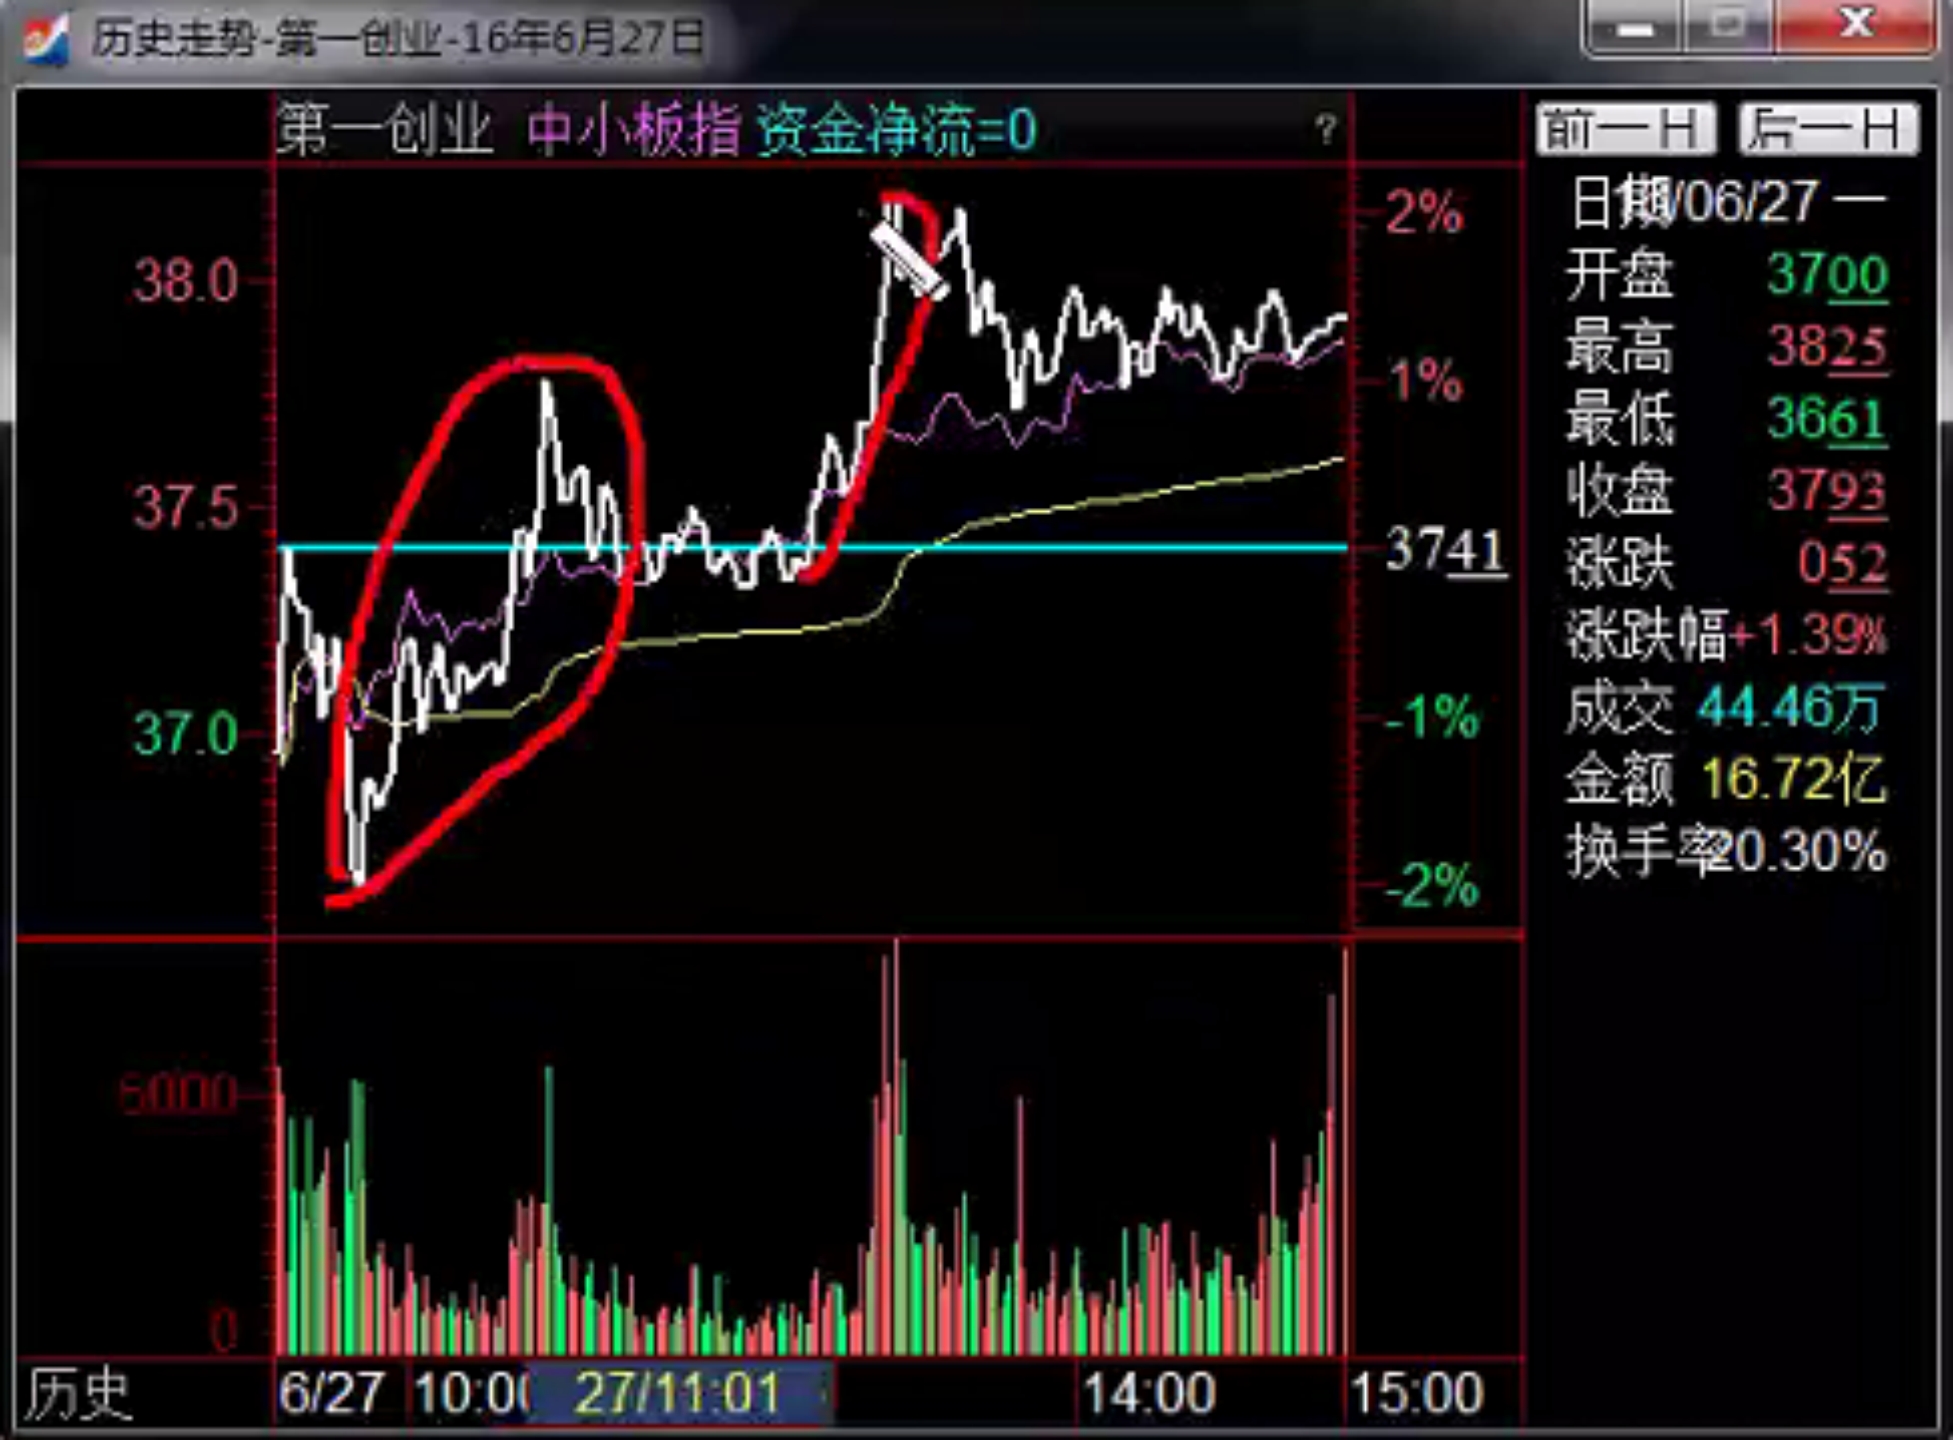 历史走势-第一创业-16年6月27日
第一创业 中小板指 资金净流=0 ?
前一日 后一日
38.0
37.5
37.0
2%
1%
3741
-1%
-2%
日期 /06/27 一
开盘 3700
最高 3825
最低 3661
收盘 3793
涨跌 052
涨跌幅 +1.39%
成交 44.46万
金额 16.72亿
换手率 20.30%
0
历史 6/27 10:00 27/11:01 14:00 15:00